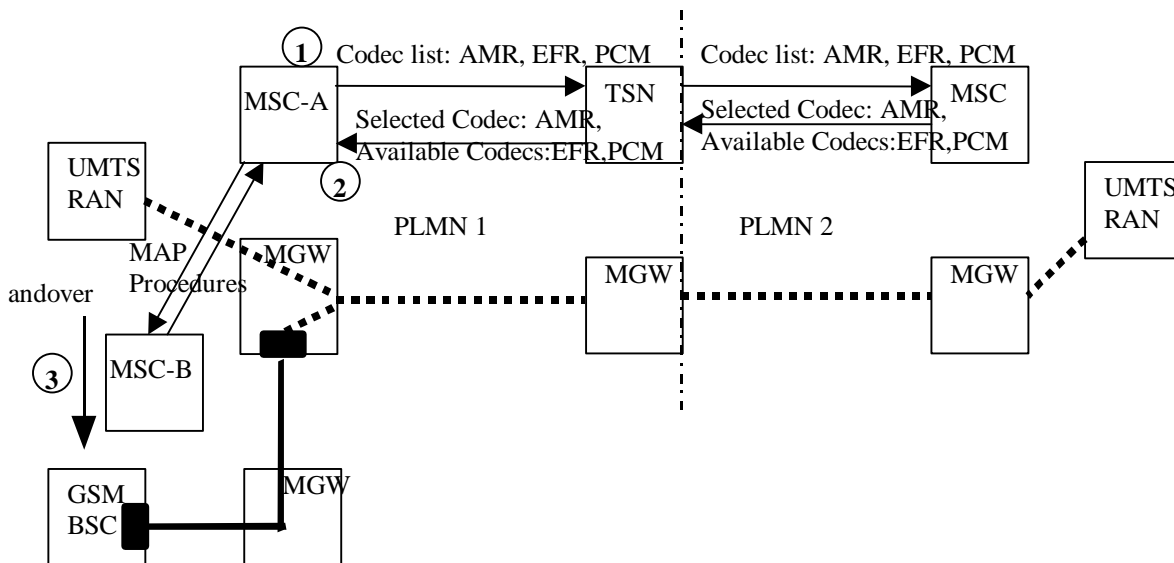 1
Codec list: AMR, EFR, PCM
Codec list: AMR, EFR, PCM
MSC-A
TSN
MSC
Selected Codec: AMR,
Available Codecs:EFR,PCM
Selected Codec: AMR,
Available Codecs:EFR,PCM
2
UMTS
RAN
UMTS
RAN
PLMN 1
PLMN 2
MAP
Procedures
MGW
MGW
MGW
andover
3
MSC-B
GSM
BSC
MGW